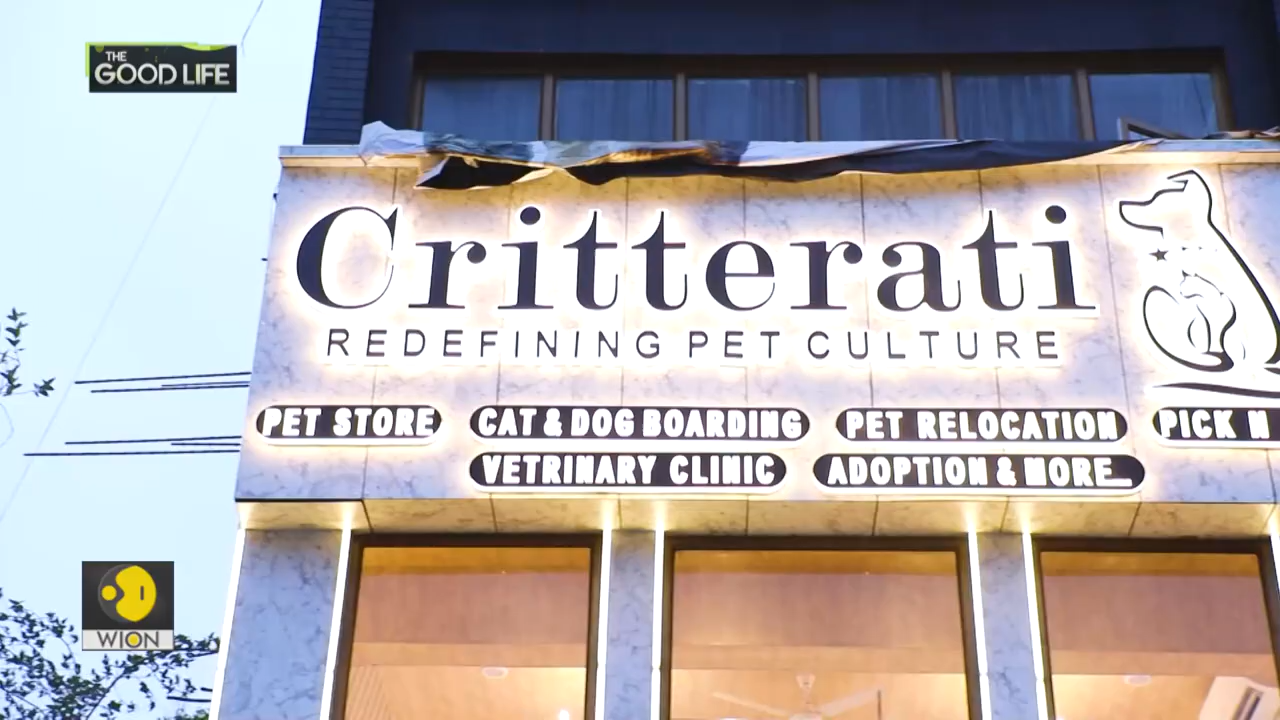 THE
GOOD LIFE
Critterati
REDEFINING PET CULTURE
PET STORE
CAT & DOG BOARDING
PET RELOCATION
PICK N
VETRINARY CLINIC
ADOPTION & MORE...
WION